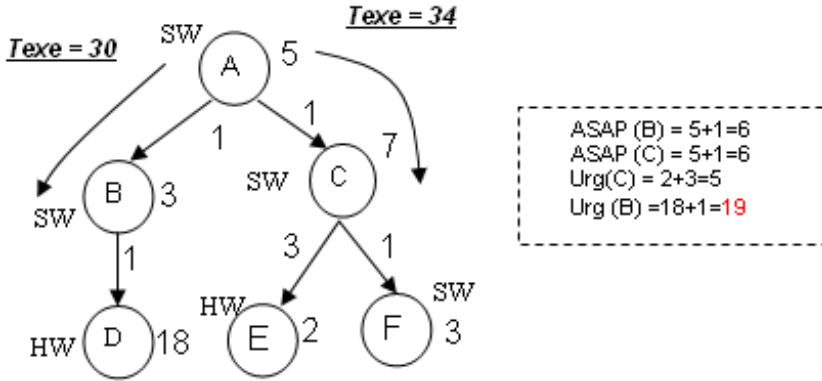 Texe = 34
SW
Texe = 30
A 5
1 1
7
B 3
SW C
SW
1 3 1
SW
HW
HW D 18 E 2 F 3
ASAP (B) = 5+1=6
ASAP (C) = 5+1=6
Urg(C) = 2+3=5
Urg (B) =18+1=19